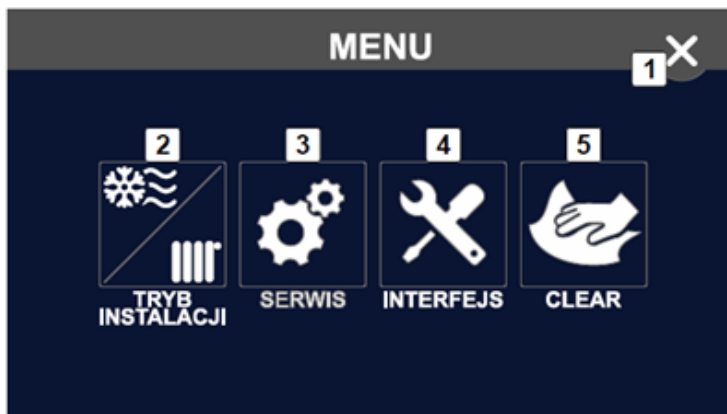 MENU
1
2
3
4
5
TRYB
INSTALACJI
SERWIS
INTERFEJS
CLEAR